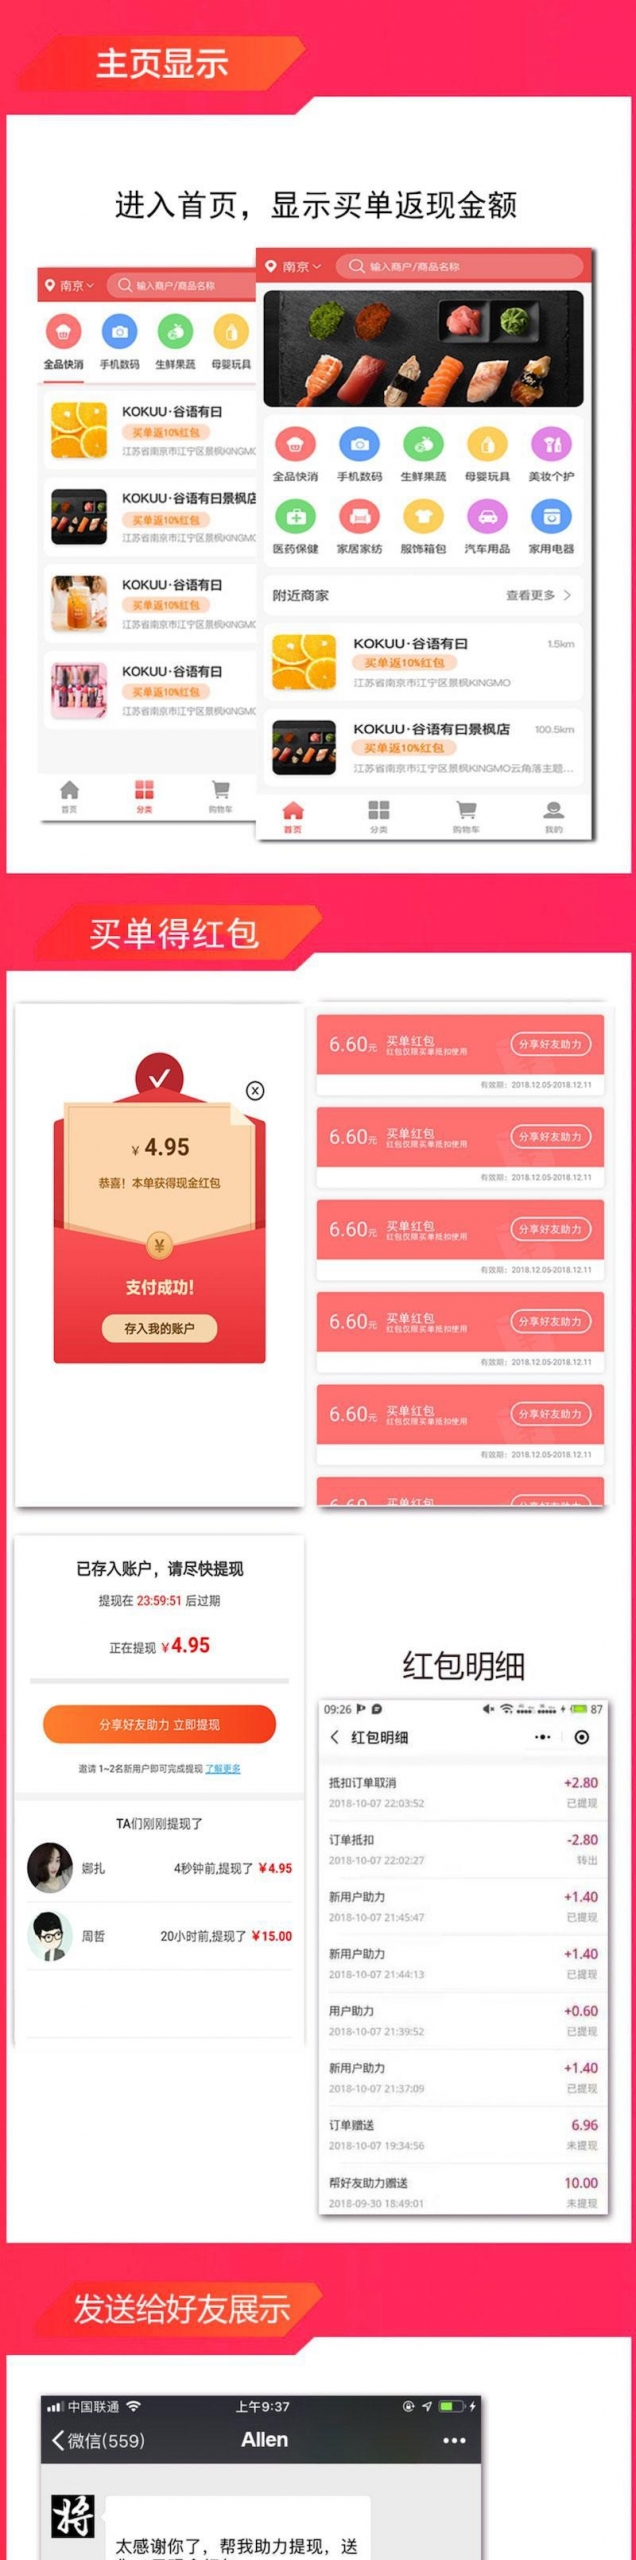 主页显示
进入首页，显示买单返现金额
南京
输入商户/商品名称
全品快消
手机数码
生鲜果蔬
母婴玩具
KOKUU·谷语有曰
买单返10%红包
江苏省南京市江宁区景枫KINGMO
KOKUU·谷语有曰景枫店
买单返10%红包
江苏省南京市江宁区景枫KINGMO
KOKUU·谷语有曰
买单返10%红包
江苏省南京市江宁区景枫KINGMO
KOKUU·谷语有曰
买单返10%红包
江苏省南京市江宁区景枫KINGMO
首页
分类
购物车
南京
输入商户/商品名称
全品快消
手机数码
生鲜果蔬
母婴玩具
美妆个护
医药保健
家居家纺
服饰箱包
汽车用品
家用电器
附近商家
查看更多
KOKUU·谷语有曰
1.5km
买单返10%红包
江苏省南京市江宁区景枫KINGMO
KOKUU·谷语有曰景枫店
100.5km
买单返10%红包
江苏省南京市江宁区景枫KINGMO云角落主题...
首页
分类
购物车
我的
买单得红包
¥ 4.95
恭喜！本单获得现金红包
¥
支付成功！
存入我的账户
6.60元
买单红包
红包仅限买单抵扣使用
分享好友助力
有效期：2018.12.05-2018.12.11
6.60元
买单红包
红包仅限买单抵扣使用
分享好友助力
有效期：2018.12.05-2018.12.11
6.60元
买单红包
红包仅限买单抵扣使用
分享好友助力
有效期：2018.12.05-2018.12.11
6.60元
买单红包
红包仅限买单抵扣使用
分享好友助力
有效期：2018.12.05-2018.12.11
6.60元
买单红包
红包仅限买单抵扣使用
分享好友助力
有效期：2018.12.05-2018.12.11
6.60元
买单红包
已存入账户，请尽快提现
提现在 23:59:51 后过期
正在提现 ¥4.95
分享好友助力 立即提现
邀请 1~2名新用户即可完成提现 了解更多
TA们刚刚提现了
娜扎
4秒钟前,提现了 ¥4.95
周哲
20小时前,提现了 ¥15.00
红包明细
09:26
87
红包明细
抵扣订单取消
+2.80
2018-10-07 22:03:52
已提现
订单抵扣
-2.80
2018-10-07 22:02:27
转出
新用户助力
+1.40
2018-10-07 21:45:47
已提现
新用户助力
+1.40
2018-10-07 21:44:13
已提现
用户助力
+0.60
2018-10-07 21:39:52
已提现
新用户助力
+1.40
2018-10-07 21:37:09
已提现
订单赠送
6.96
2018-10-07 19:34:56
未提现
帮好友助力赠送
10.00
2018-09-30 18:49:01
未提现
发送给好友展示
中国联通
上午9:37
微信(559)
Allen
将
太感谢你了，帮我助力提现，送